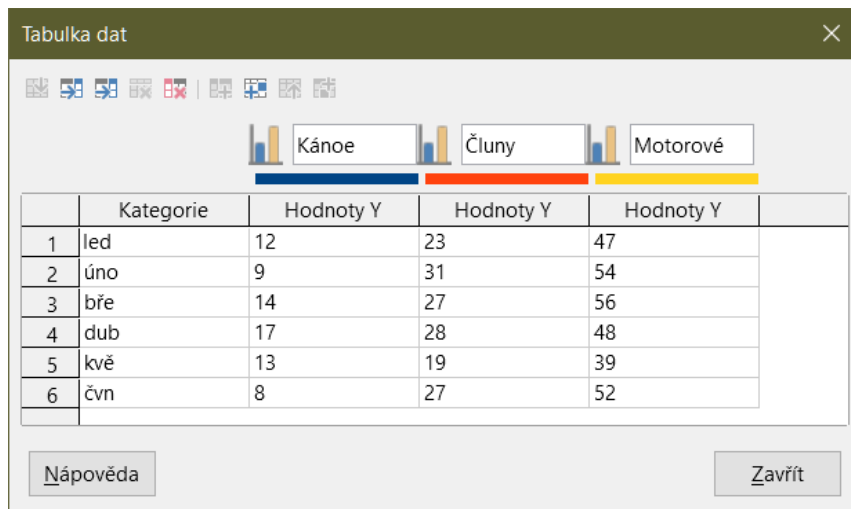 Tabulka dat
Kánoe Čluny Motorové
Kategorie Hodnoty Y Hodnoty Y Hodnoty Y
1 led 12 23 47
2 úno 9 31 54
3 bře 14 27 56
4 dub 17 28 48
5 kvě 13 19 39
6 čvn 8 27 52
Nápověda Zavřít